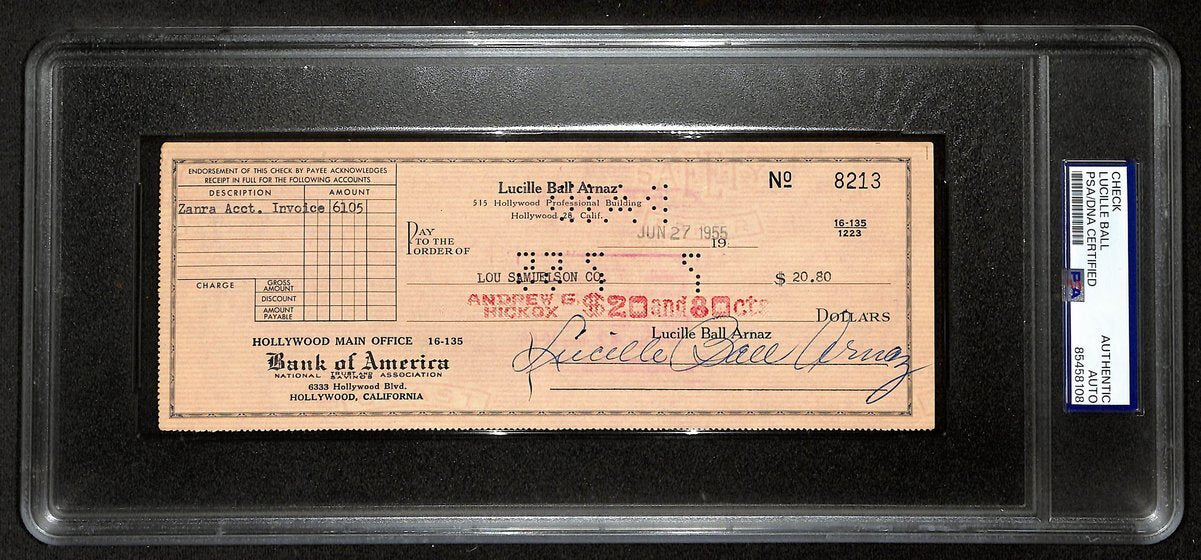 ENDORSEMENT OF THIS CHECK BY PAYEE ACKNOWLEDGES
RECEIPT IN FULL FOR THE FOLLOWING ACCOUNTS
DESCRIPTION AMOUNT
Zanra Acct. Invoice 6105
CHARGE
GROSS AMOUNT
DISCOUNT
AMOUNT PAYABLE
HOLLYWOOD MAIN OFFICE 16-135
Bank of America
NATIONAL TRUST AND SAVINGS ASSOCIATION
6333 Hollywood Blvd.
HOLLYWOOD, CALIFORNIA
Lucille Ball Arnaz
515 Hollywood Professional Building
Hollywood 28, Calif.
Nº 8213
16-135
1223
JUN 27 1955
19
PAY
TO THE
ORDER OF
LOU SAMUELSON CO. $ 20.80
ANDREW G. HICKOX $20 and 80 cts
DOLLARS
Lucille Ball Arnaz
Lucille Ball Arnaz
CHECK
LUCILLE BALL
PSA/DNA CERTIFIED
PSA
AUTHENTIC
AUTO
85458108